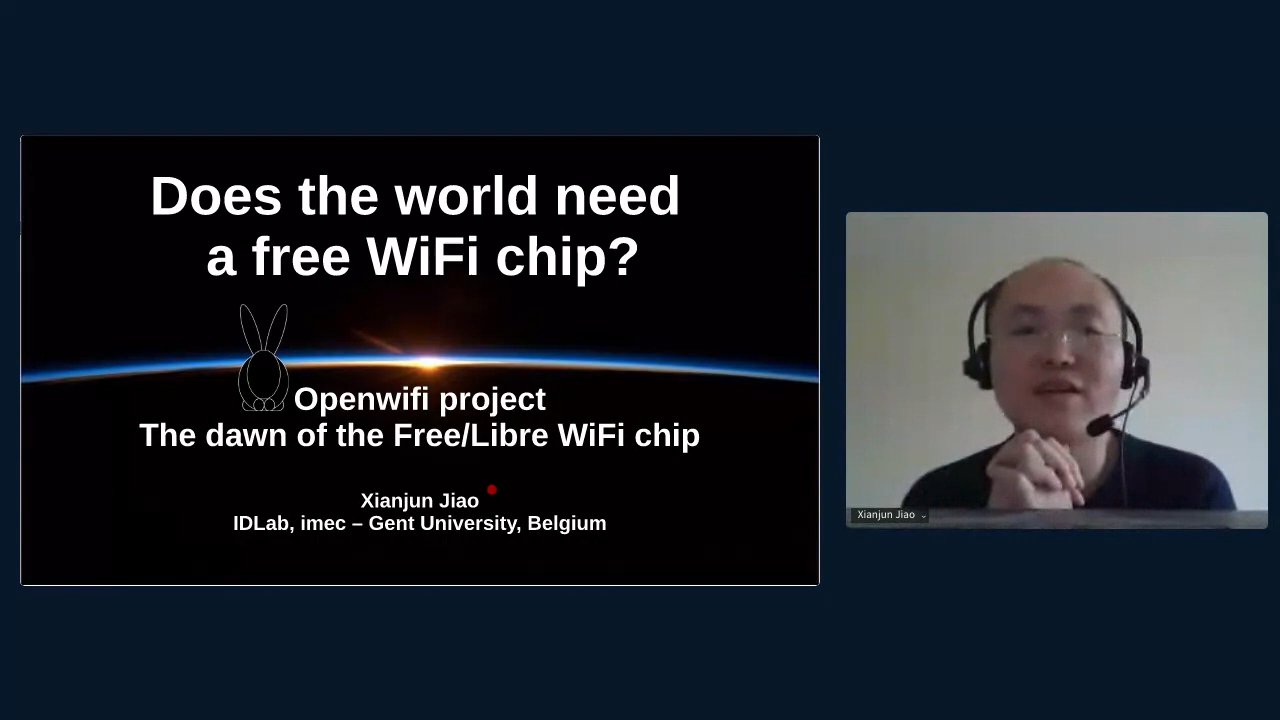 Does the world need
a free WiFi chip?
Openwifi project
The dawn of the Free/Libre WiFi chip
Xianjun Jiao
IDLab, imec – Gent University, Belgium
Xianjun Jiao